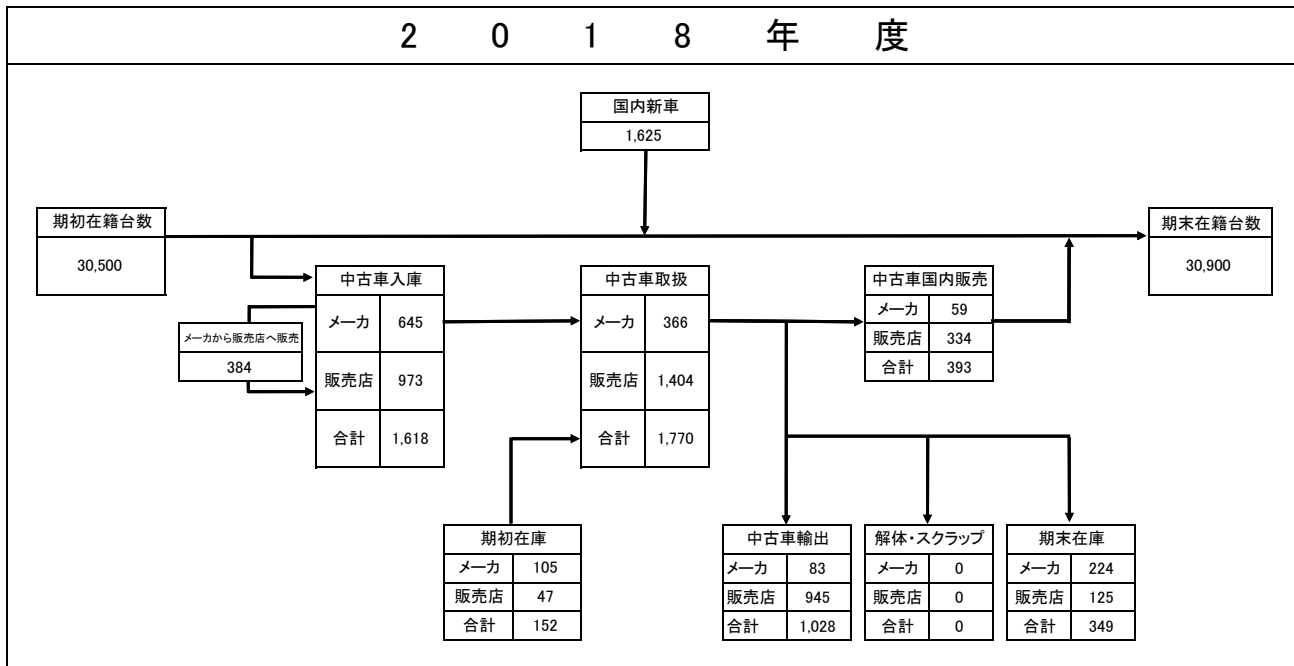 2018年度
国内新車
1,625
期初在籍台数
30,500
期末在籍台数
30,900
中古車入庫
メーカ 645
販売店 973
合計 1,618
メーカから販売店へ販売
384
中古車取扱
メーカ 366
販売店 1,404
合計 1,770
中古車国内販売
メーカ 59
販売店 334
合計 393
期初在庫
メーカ 105
販売店 47
合計 152
中古車輸出
メーカ 83
販売店 945
合計 1,028
解体・スクラップ
メーカ 0
販売店 0
合計 0
期末在庫
メーカ 224
販売店 125
合計 349